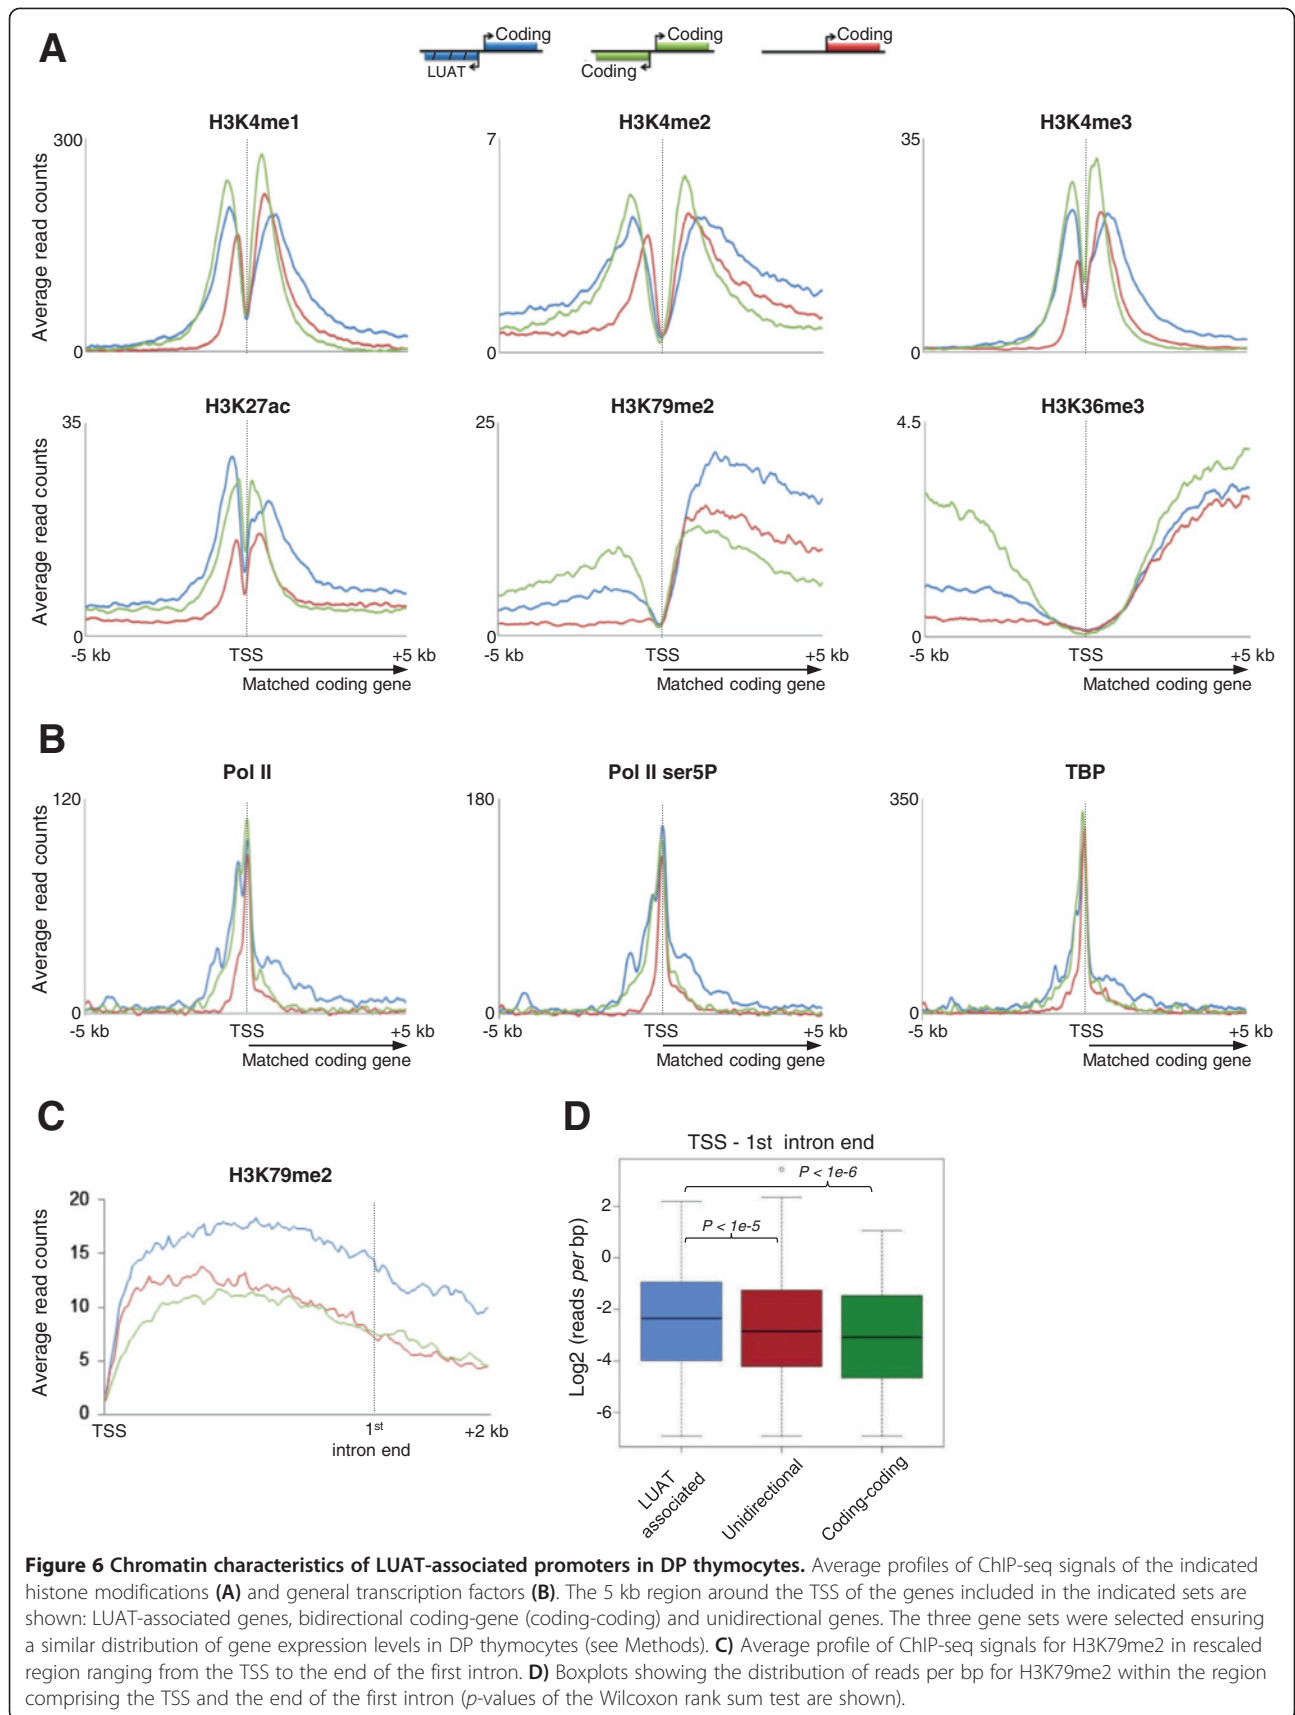 A
Coding
LUAT
Coding
Coding
Coding
H3K4me1
H3K4me2
H3K4me3
Average read counts
300
0
7
0
35
0
H3K27ac
H3K79me2
H3K36me3
Average read counts
35
0
25
0
4.5
0
-5 kb TSS +5 kb
Matched coding gene
-5 kb TSS +5 kb
Matched coding gene
-5 kb TSS +5 kb
Matched coding gene
B
Pol II
Pol II ser5P
TBP
Average read counts
120
0
180
0
350
0
-5 kb TSS +5 kb
Matched coding gene
-5 kb TSS +5 kb
Matched coding gene
-5 kb TSS +5 kb
Matched coding gene
C
H3K79me2
Average read counts
20
15
10
5
0
TSS
1st
intron end
+2 kb
D
TSS - 1st intron end
P < 1e-6
P < 1e-5
Log2 (reads per bp)
2
0
-2
-4
-6
LUAT
associated
Unidirectional
Coding-coding
Figure 6 Chromatin characteristics of LUAT-associated promoters in DP thymocytes. Average profiles of ChIP-seq signals of the indicated
histone modifications (A) and general transcription factors (B). The 5 kb region around the TSS of the genes included in the indicated sets are
shown: LUAT-associated genes, bidirectional coding-gene (coding-coding) and unidirectional genes. The three gene sets were selected ensuring
a similar distribution of gene expression levels in DP thymocytes (see Methods). C) Average profile of ChIP-seq signals for H3K79me2 in rescaled
region ranging from the TSS to the end of the first intron. D) Boxplots showing the distribution of reads per bp for H3K79me2 within the region
comprising the TSS and the end of the first intron (p-values of the Wilcoxon rank sum test are shown).